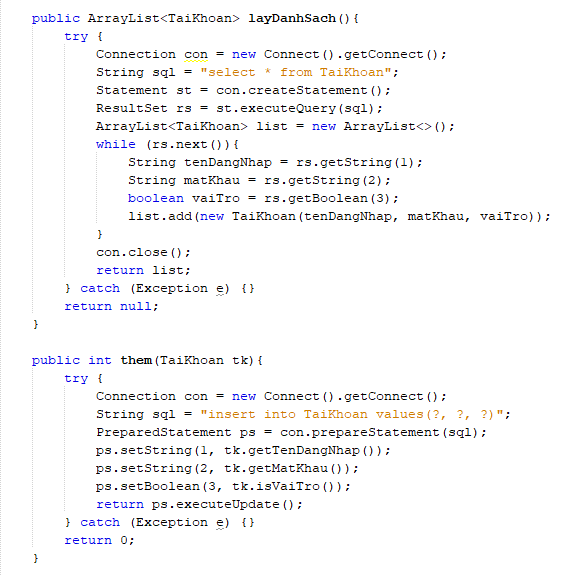 public ArrayList<TaiKhoan> layDanhSach(){
try {
Connection con = new Connect().getConnect();
String sql = "select * from TaiKhoan";
Statement st = con.createStatement();
ResultSet rs = st.executeQuery(sql);
ArrayList<TaiKhoan> list = new ArrayList<>();
while (rs.next()){
String tenDangNhap = rs.getString(1);
String matKhau = rs.getString(2);
boolean vaiTro = rs.getBoolean(3);
list.add(new TaiKhoan(tenDangNhap, matKhau, vaiTro));
}
con.close();
return list;
} catch (Exception e) {}
return null;
}
public int them(TaiKhoan tk){
try {
Connection con = new Connect().getConnect();
String sql = "insert into TaiKhoan values(?, ?, ?)";
PreparedStatement ps = con.prepareStatement(sql);
ps.setString(1, tk.getTenDangNhap());
ps.setString(2, tk.getMatKhau());
ps.setBoolean(3, tk.isVaiTro());
return ps.executeUpdate();
} catch (Exception e) {}
return 0;
}